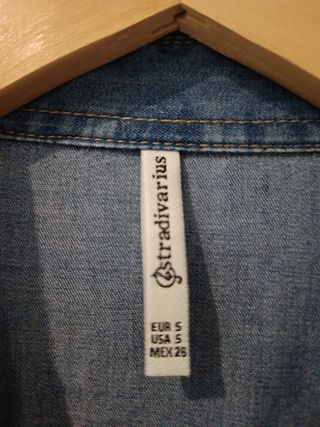 stradivarius
EUR S
USA S
MEX 26